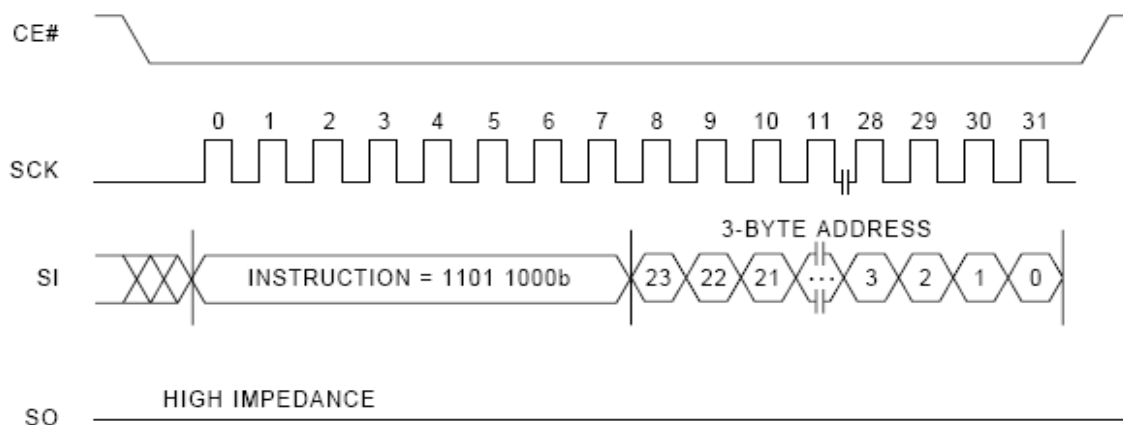 CE#
0 1 2 3 4 5 6 7 8 9 10 11 28 29 30 31
SCK
3-BYTE ADDRESS
SI INSTRUCTION = 1101 1000b 23 22 21 ... 3 2 1 0
HIGH IMPEDANCE
SO